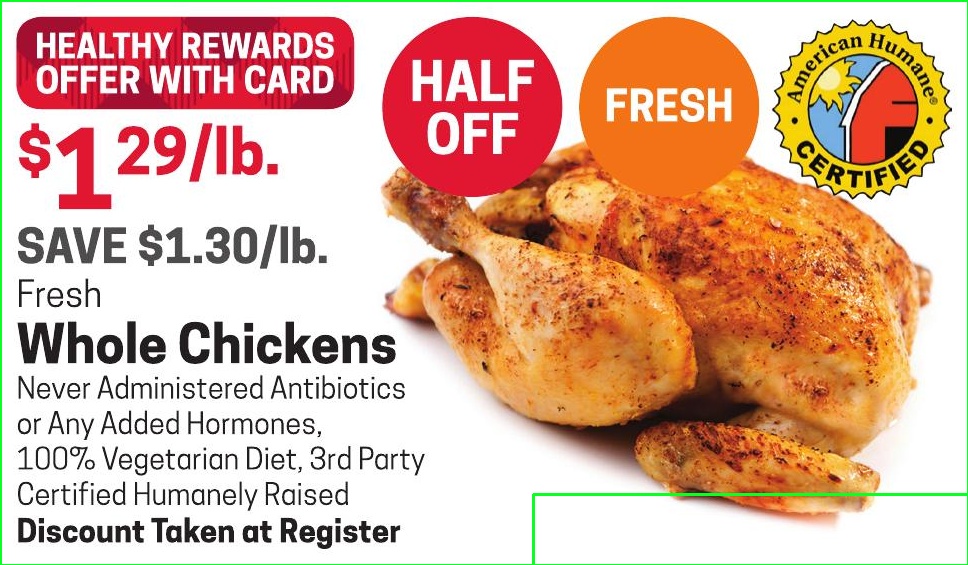 HEALTHY REWARDS
OFFER WITH CARD
$1 29/lb.
SAVE $1.30/lb.
Fresh
Whole Chickens
Never Administered Antibiotics
or Any Added Hormones,
100% Vegetarian Diet, 3rd Party
Certified Humanely Raised
Discount Taken at Register
HALF
OFF
FRESH
American Humane®
CERTIFIED